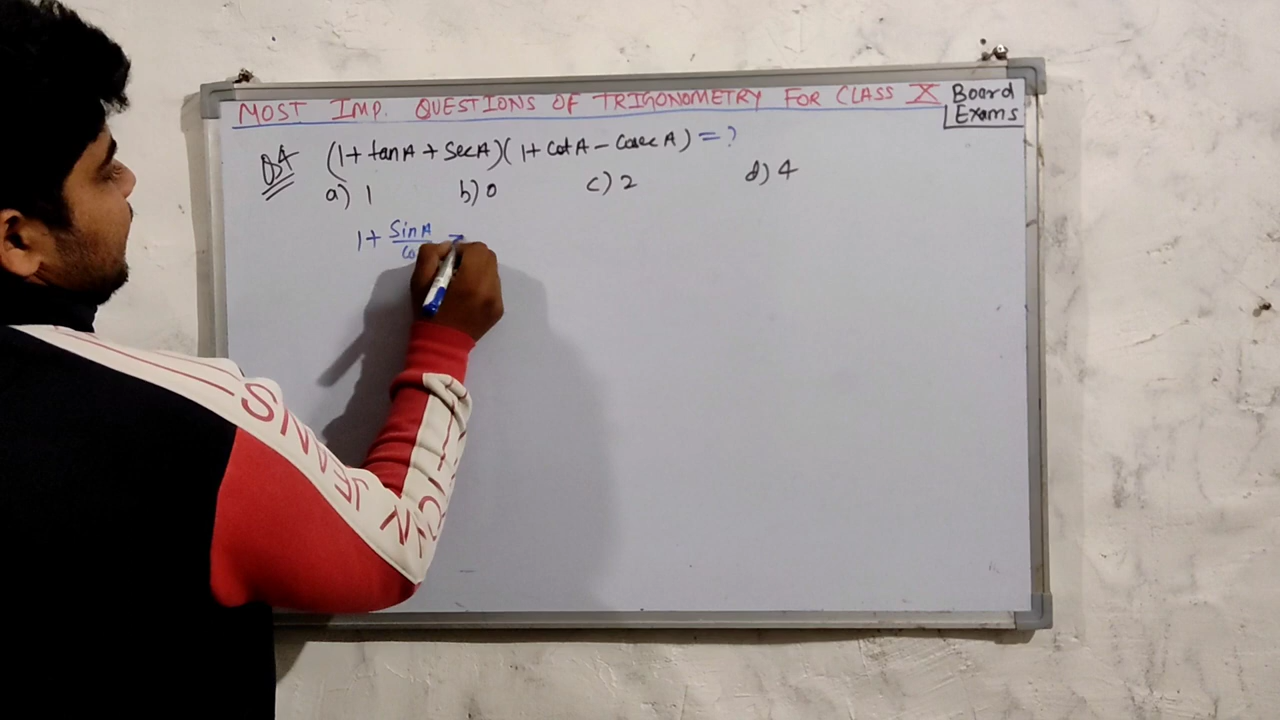 MOST IMP. QUESTIONS OF TRIGONOMETRY FOR CLASS X Board Exams
Q4 (1 + tanA + SecA)(1 + cotA - CosecA) = ?
a) 1 b) 0 c) 2 d) 4
1 + SinA
JEANS